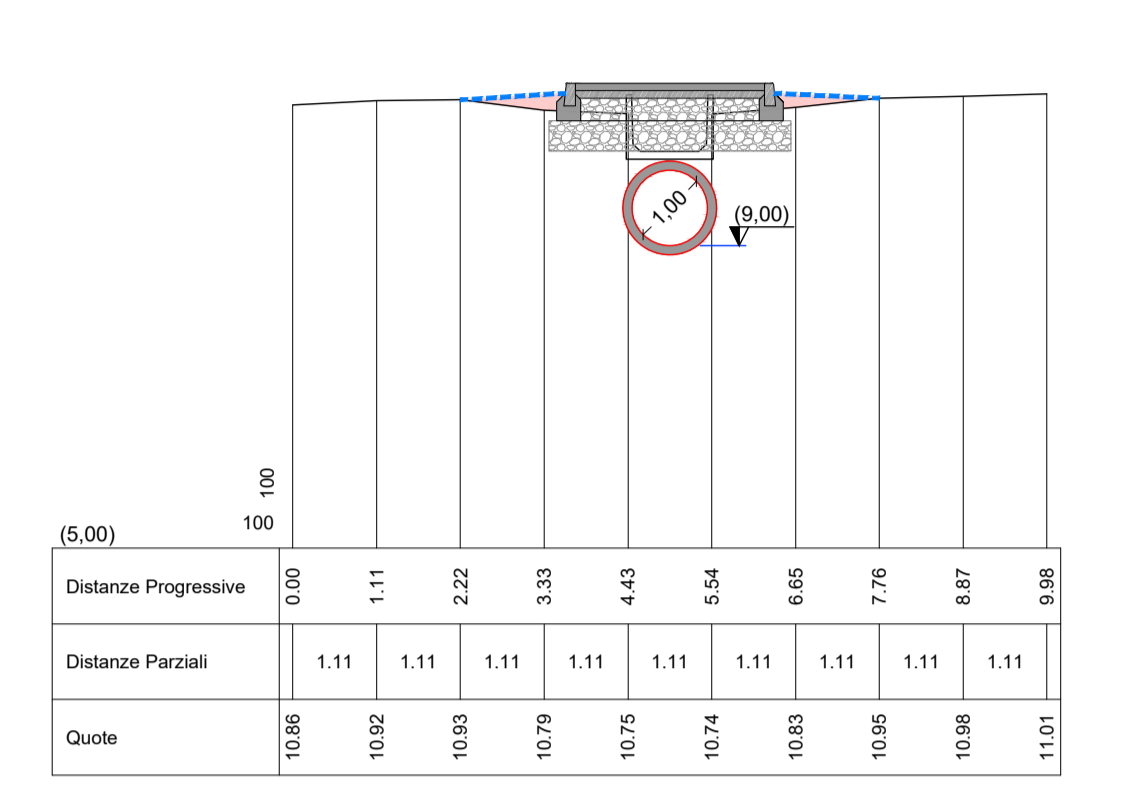 1,00
(9,00)
100
100
(5,00)
Distanze Progressive 0.00 1.11 2.22 3.33 4.43 5.54 6.65 7.76 8.87 9.98
Distanze Parziali 1.11 1.11 1.11 1.11 1.11 1.11 1.11 1.11 1.11
Quote 10.86 10.92 10.93 10.79 10.75 10.74 10.83 10.95 10.98 11.01